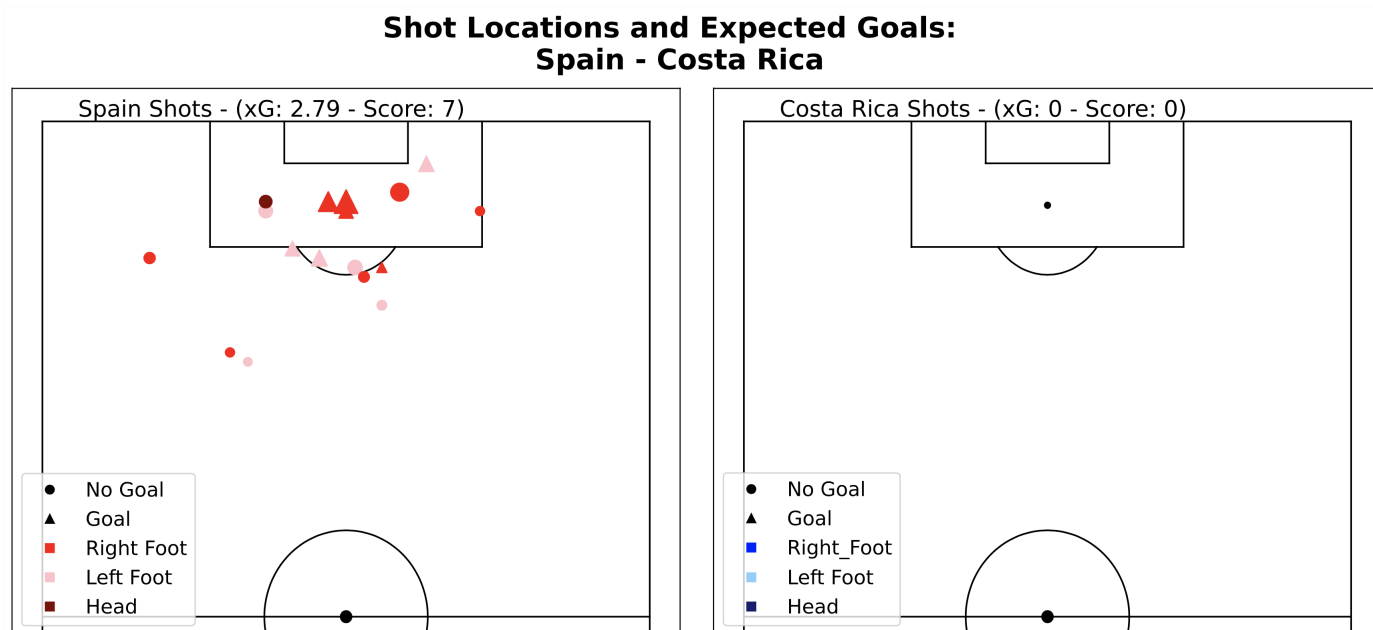 Shot Locations and Expected Goals:
Spain - Costa Rica
Spain Shots - (xG: 2.79 - Score: 7)
No Goal
Goal
Right Foot
Left Foot
Head
Costa Rica Shots - (xG: 0 - Score: 0)
No Goal
Goal
Right_Foot
Left Foot
Head